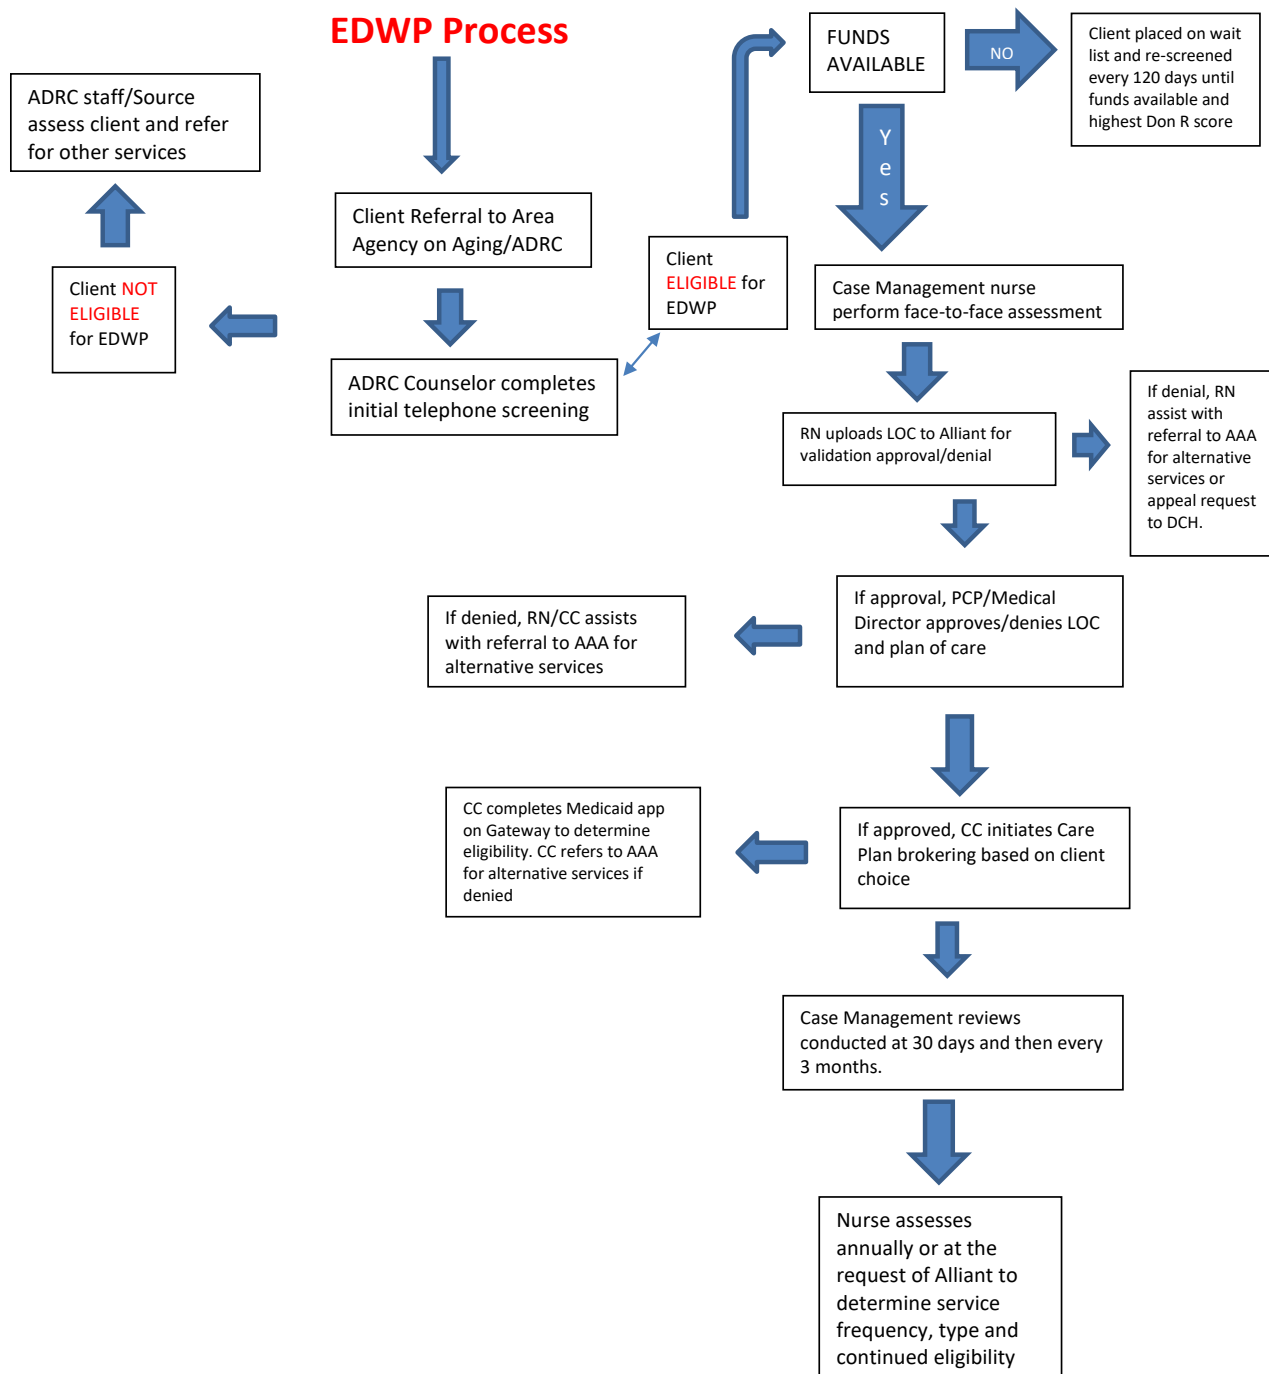 EDWP Process
FUNDS
AVAILABLE
NO
Client placed on wait
list and re-screened
every 120 days until
funds available and
highest Don R score
ADRC staff/Source
assess client and refer
for other services
Yes
Client Referral to Area
Agency on Aging/ADRC
Client
ELIGIBLE for
EDWP
Client NOT
ELIGIBLE
for EDWP
Case Management nurse
perform face-to-face assessment
ADRC Counselor completes
initial telephone screening
If denial, RN
assist with
referral to AAA
for alternative
services or
appeal request
to DCH.
RN uploads LOC to Alliant for
validation approval/denial
If approval, PCP/Medical
Director approves/denies LOC
and plan of care
If denied, RN/CC assists
with referral to AAA for
alternative services
CC completes Medicaid app
on Gateway to determine
eligibility. CC refers to AAA
for alternative services if
denied
If approved, CC initiates Care
Plan brokering based on client
choice
Case Management reviews
conducted at 30 days and then every
3 months.
Nurse assesses
annually or at the
request of Alliant to
determine service
frequency, type and
continued eligibility